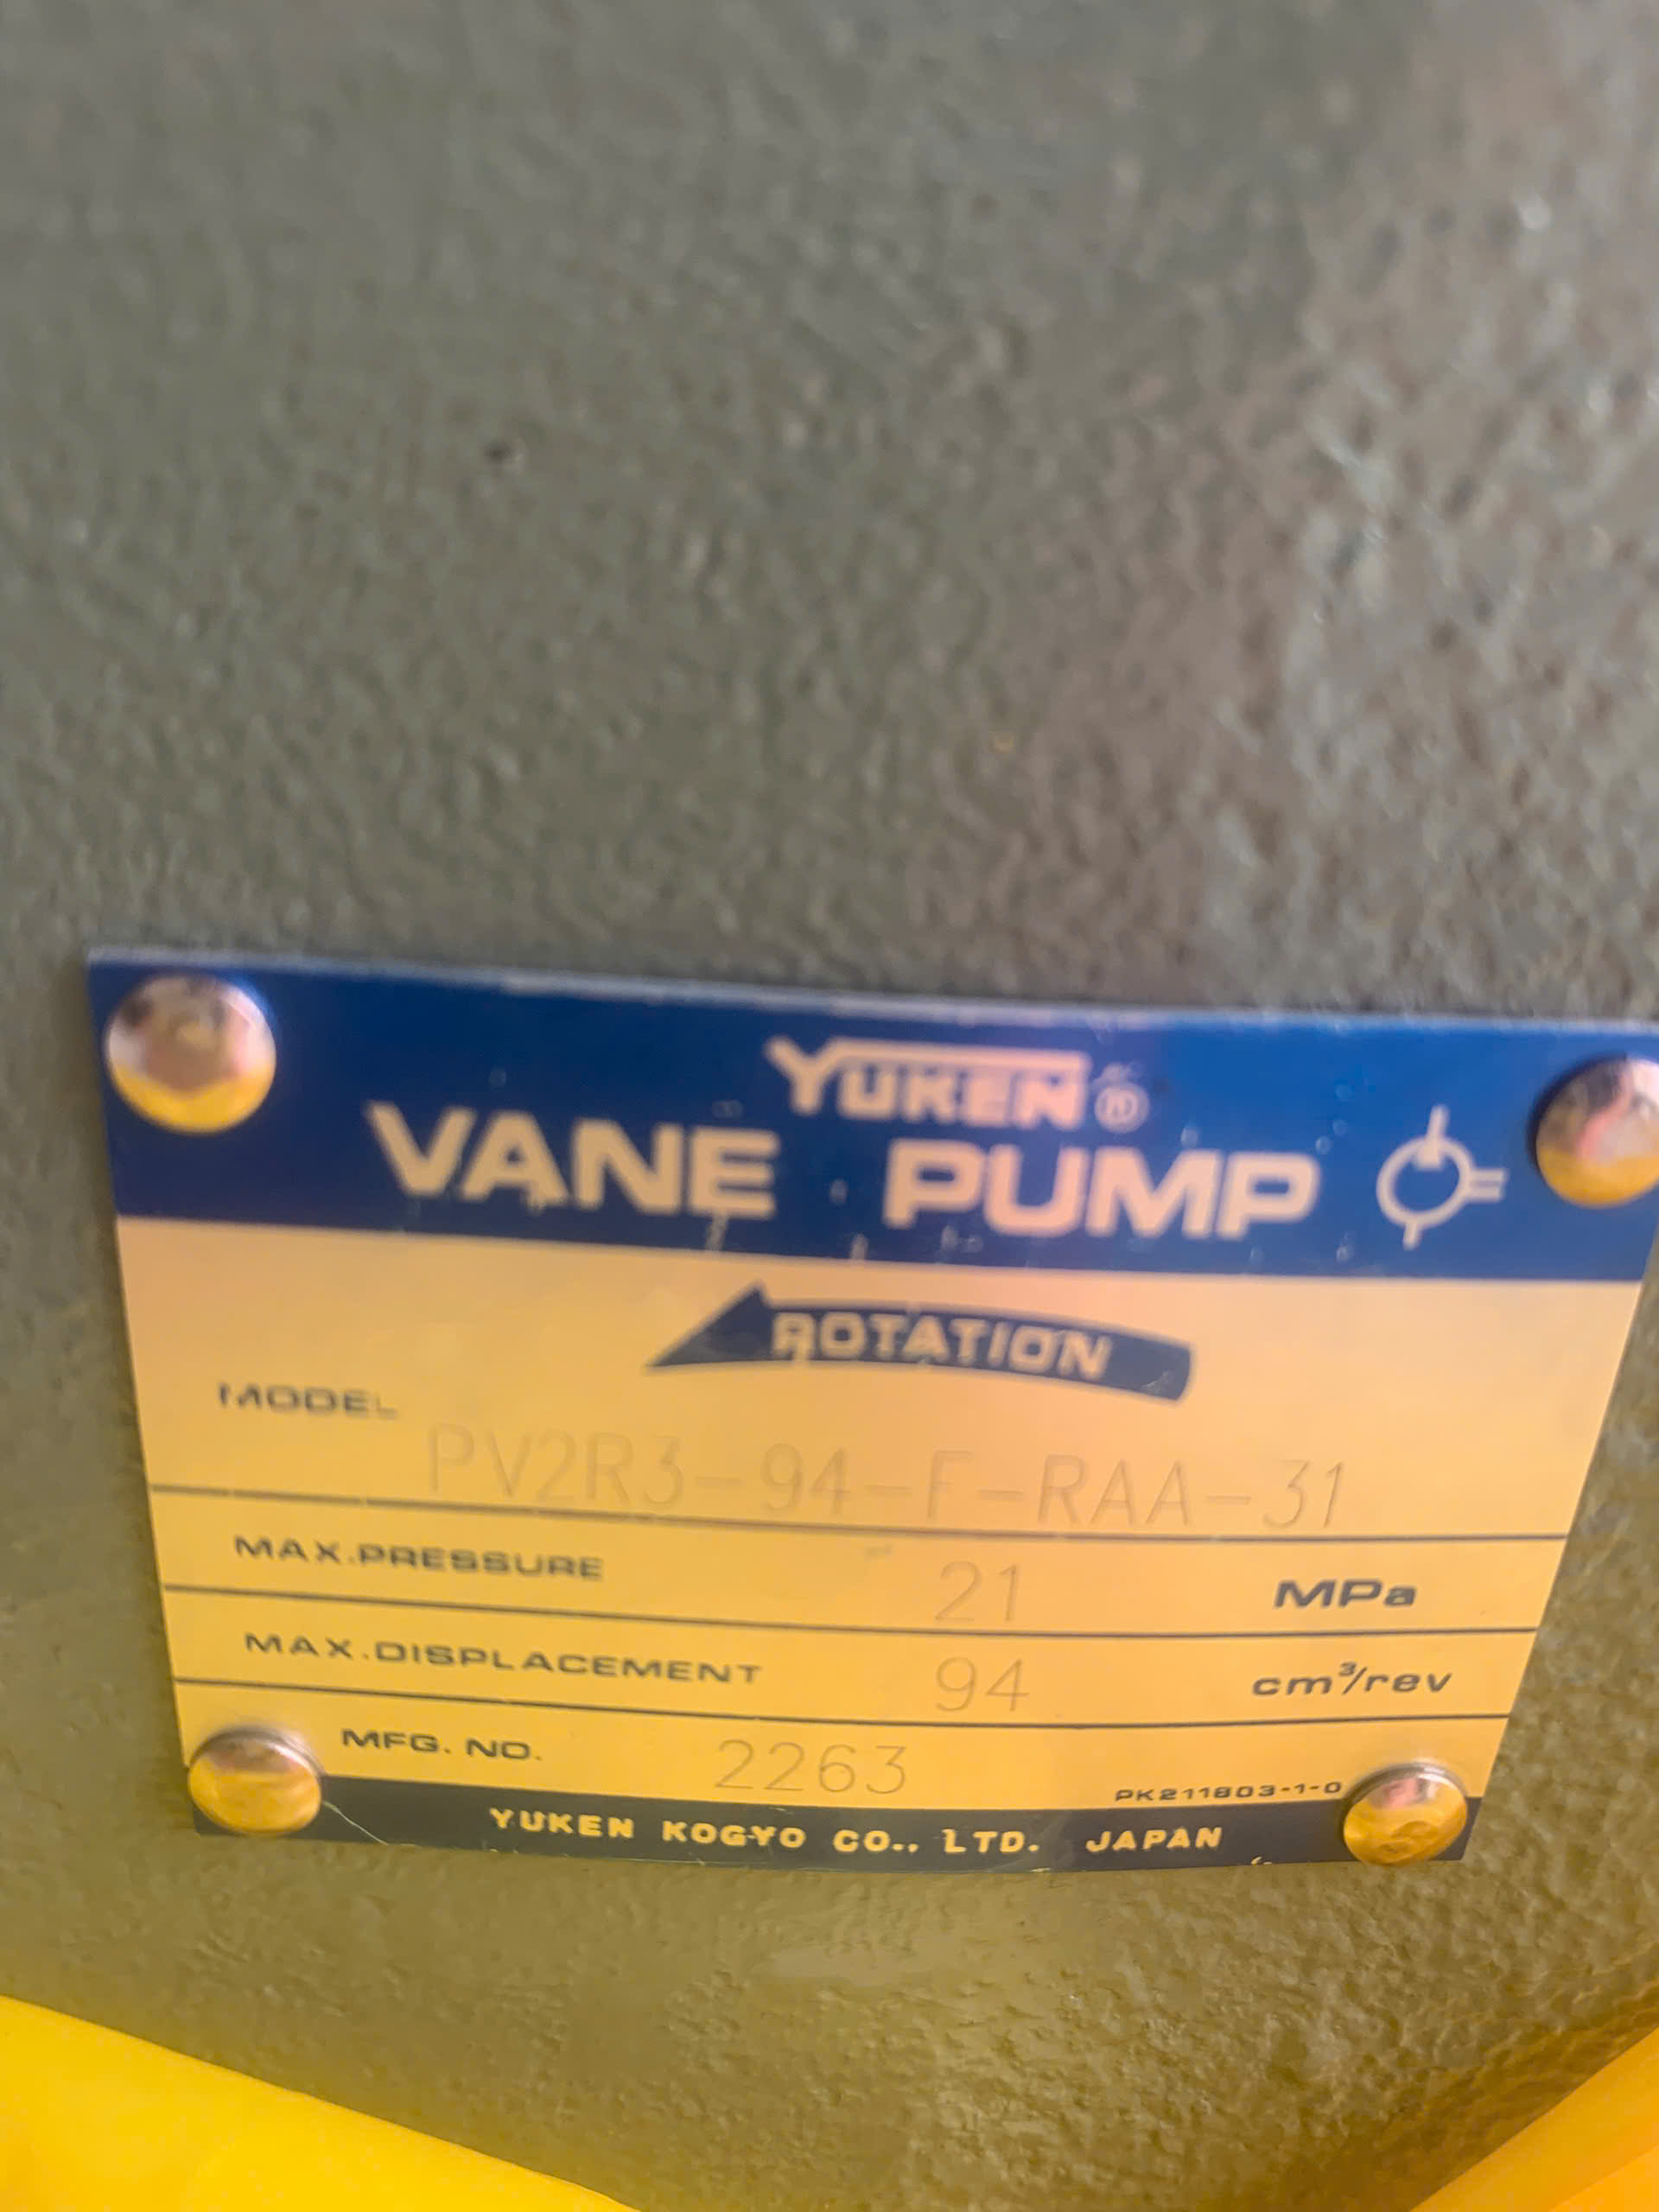 YUKEN®
VANE PUMP
ROTATION
MODEL
PV2R3-94-F-RAA-31
MAX.PRESSURE 21 MPa
MAX.DISPLACEMENT 94 cm³/rev
MFG. NO. 2263
PK211803-1-0
YUKEN KOGYO CO., LTD. JAPAN